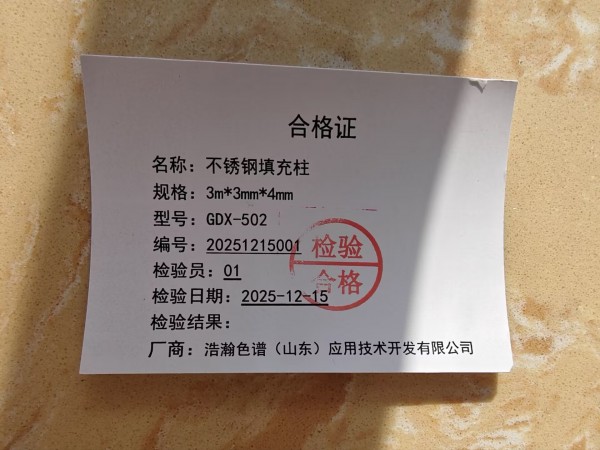 合格证
名称：不锈钢填充柱
规格：3m*3mm*4mm
型号：GDX-502
编号：20251215001
检验员：01
检验日期：2025-12-15
检验结果：
检验
合格
厂商：浩瀚色谱（山东）应用技术开发有限公司